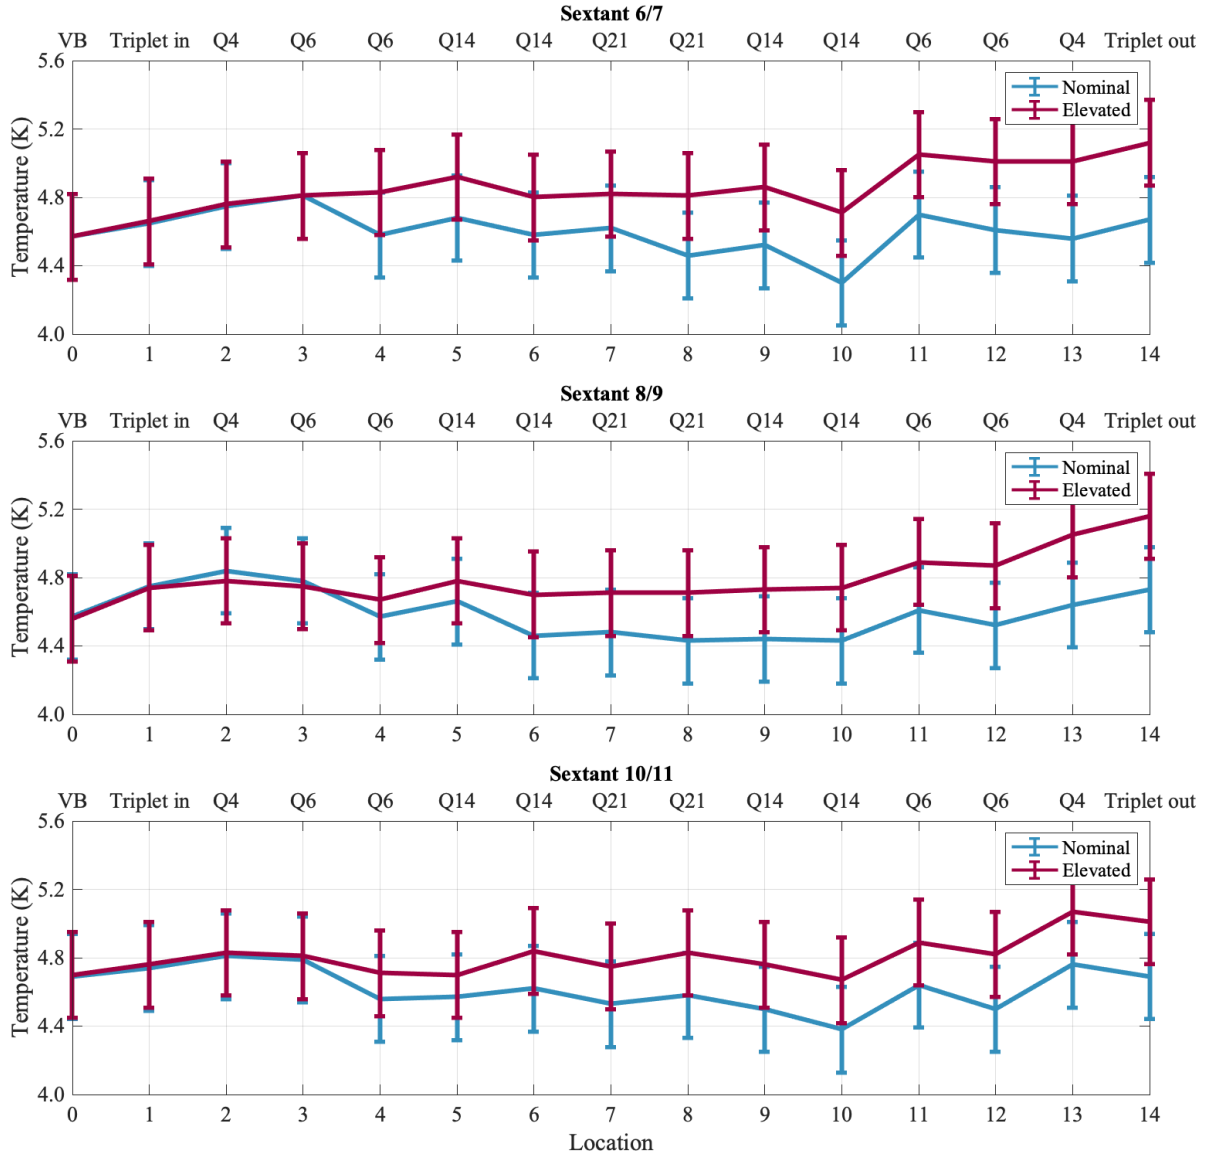 Sextant 6/7
VB Triplet in Q4 Q6 Q6 Q14 Q14 Q21 Q21 Q14 Q14 Q6 Q6 Q4 Triplet out
5.6
Nominal
Elevated
5.2
4.8
4.4
4.0
Temperature (K)
0 1 2 3 4 5 6 7 8 9 10 11 12 13 14
Sextant 8/9
VB Triplet in Q4 Q6 Q6 Q14 Q14 Q21 Q21 Q14 Q14 Q6 Q6 Q4 Triplet out
5.6
Nominal
Elevated
5.2
4.8
4.4
4.0
Temperature (K)
0 1 2 3 4 5 6 7 8 9 10 11 12 13 14
Sextant 10/11
VB Triplet in Q4 Q6 Q6 Q14 Q14 Q21 Q21 Q14 Q14 Q6 Q6 Q4 Triplet out
5.6
Nominal
Elevated
5.2
4.8
4.4
4.0
Temperature (K)
0 1 2 3 4 5 6 7 8 9 10 11 12 13 14
Location